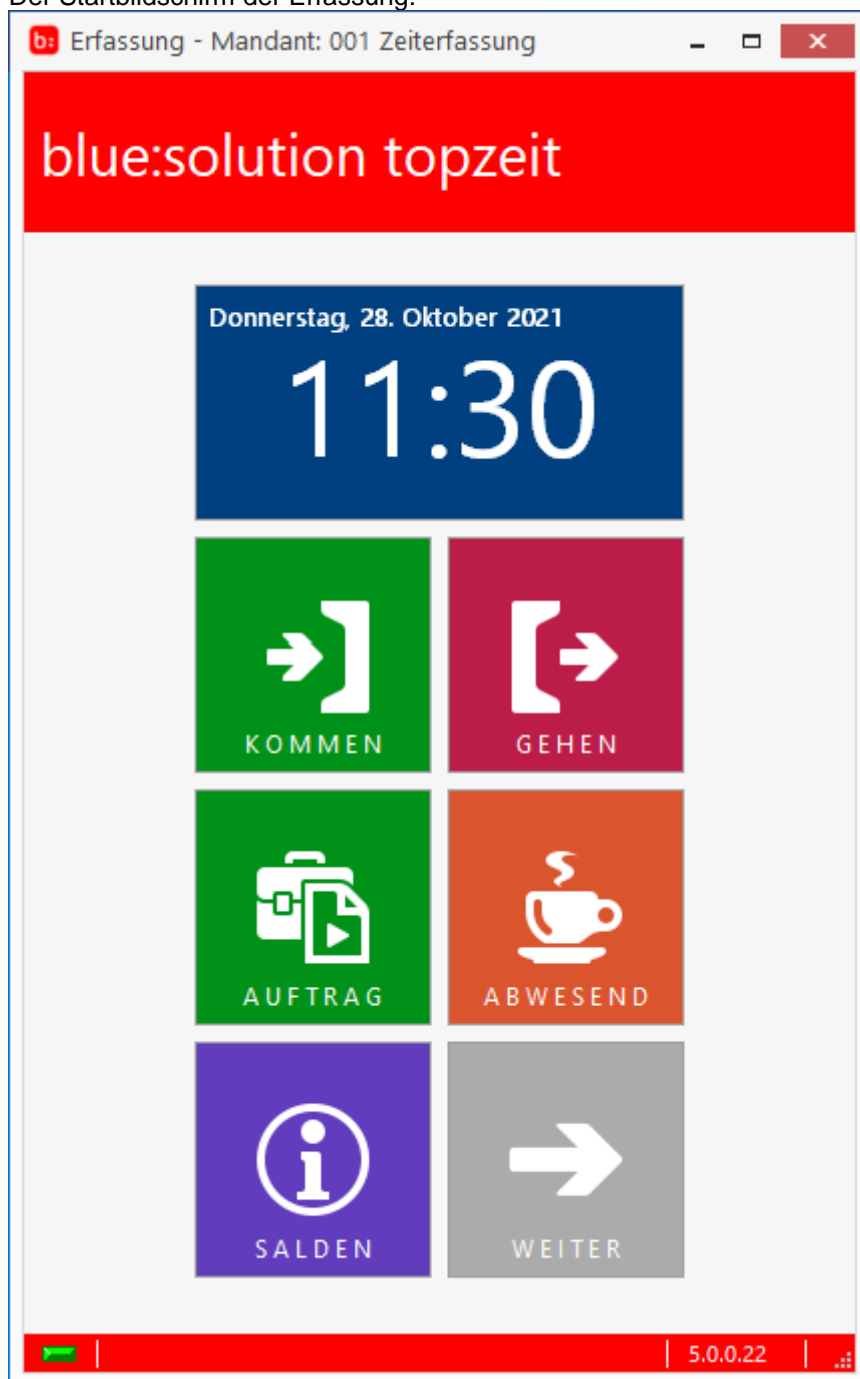 Der Startbildschirm der Erfassung:
b: Erfassung - Mandant: 001 Zeiterfassung
blue:solution topzeit
Donnerstag, 28. Oktober 2021
11:30
KOMMEN
GEHEN
AUFTRAG
ABWESEND
SALDEN
WEITER
5.0.0.22